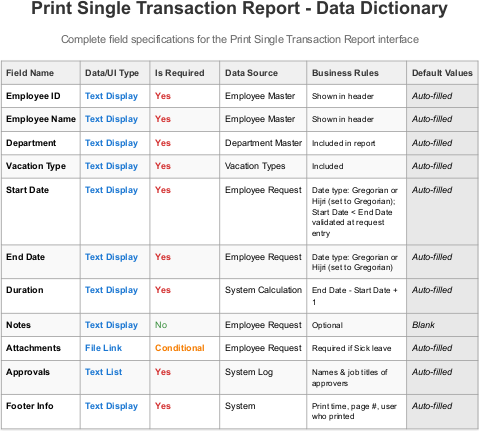 Print Single Transaction Report - Data Dictionary
Complete field specifications for the Print Single Transaction Report interface
Field Name Data/UI Type Is Required Data Source Business Rules Default Values
Employee ID Text Display Yes Employee Master Shown in header Auto-filled
Employee Name Text Display Yes Employee Master Shown in header Auto-filled
Department Text Display Yes Department Master Included in report Auto-filled
Vacation Type Text Display Yes Vacation Types Included Auto-filled
Start Date Text Display Yes Employee Request Date type: Gregorian or Auto-filled
Hijri (set to Gregorian);
Start Date < End Date
validated at request
entry
End Date Text Display Yes Employee Request Date type: Gregorian or Auto-filled
Hijri (set to Gregorian)
Duration Text Display Yes System Calculation End Date - Start Date + Auto-filled
1
Notes Text Display No Employee Request Optional Blank
Attachments File Link Conditional Employee Request Required if Sick leave Auto-filled
Approvals Text List Yes System Log Names & job titles of Auto-filled
approvers
Footer Info Text Display Yes System Print time, page #, user Auto-filled
who printed